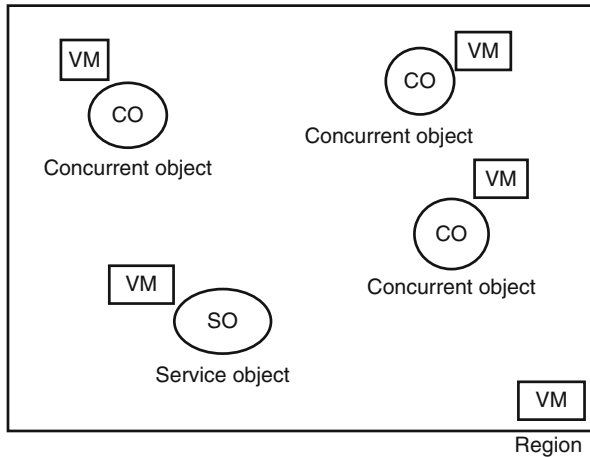 VM
CO
Concurrent object
VM
CO
Concurrent object
VM
CO
Concurrent object
VM
SO
Service object
VM
Region